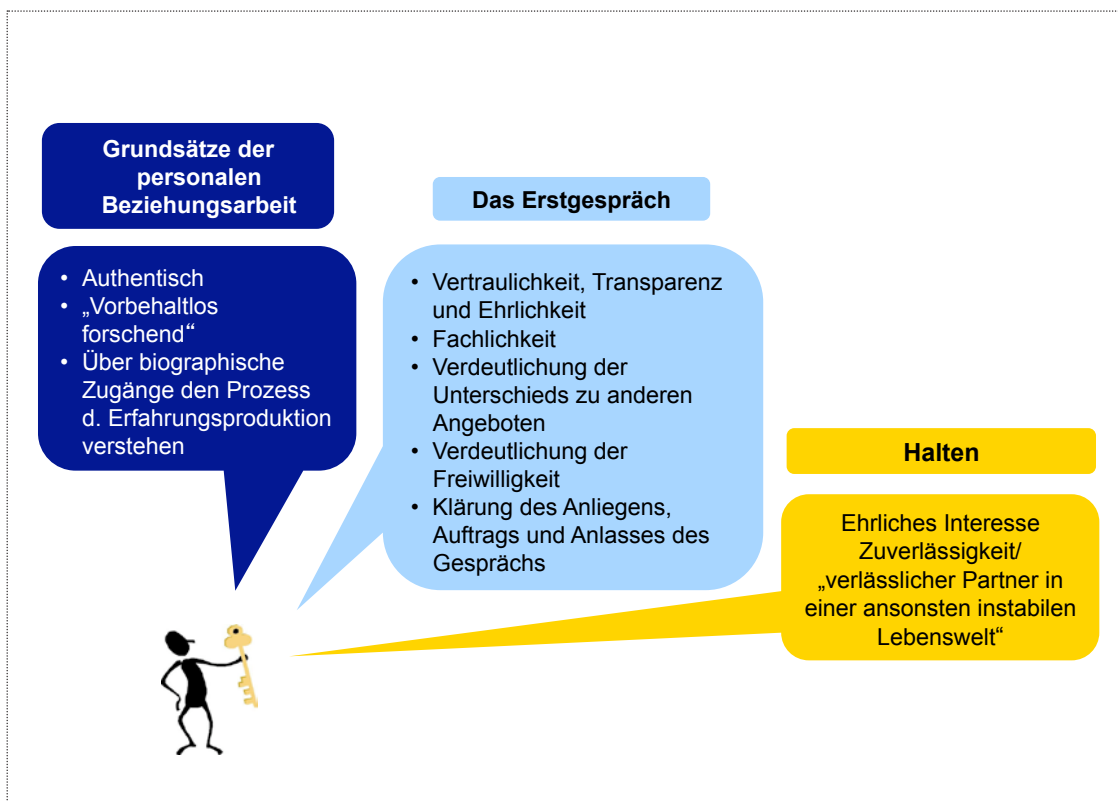 Grundsätze der
personalen
Beziehungsarbeit
• Authentisch
• „Vorbehaltlos
forschend“
• Über biographische
Zugänge den Prozess
d. Erfahrungsproduktion
verstehen
Das Erstgespräch
• Vertraulichkeit, Transparenz
und Ehrlichkeit
• Fachlichkeit
• Verdeutlichung der
Unterschieds zu anderen
Angeboten
• Verdeutlichung der
Freiwilligkeit
• Klärung des Anliegens,
Auftrags und Anlasses des
Gesprächs
Halten
Ehrliches Interesse
Zuverlässigkeit/
„verlässlicher Partner in
einer ansonsten instabilen
Lebenswelt“